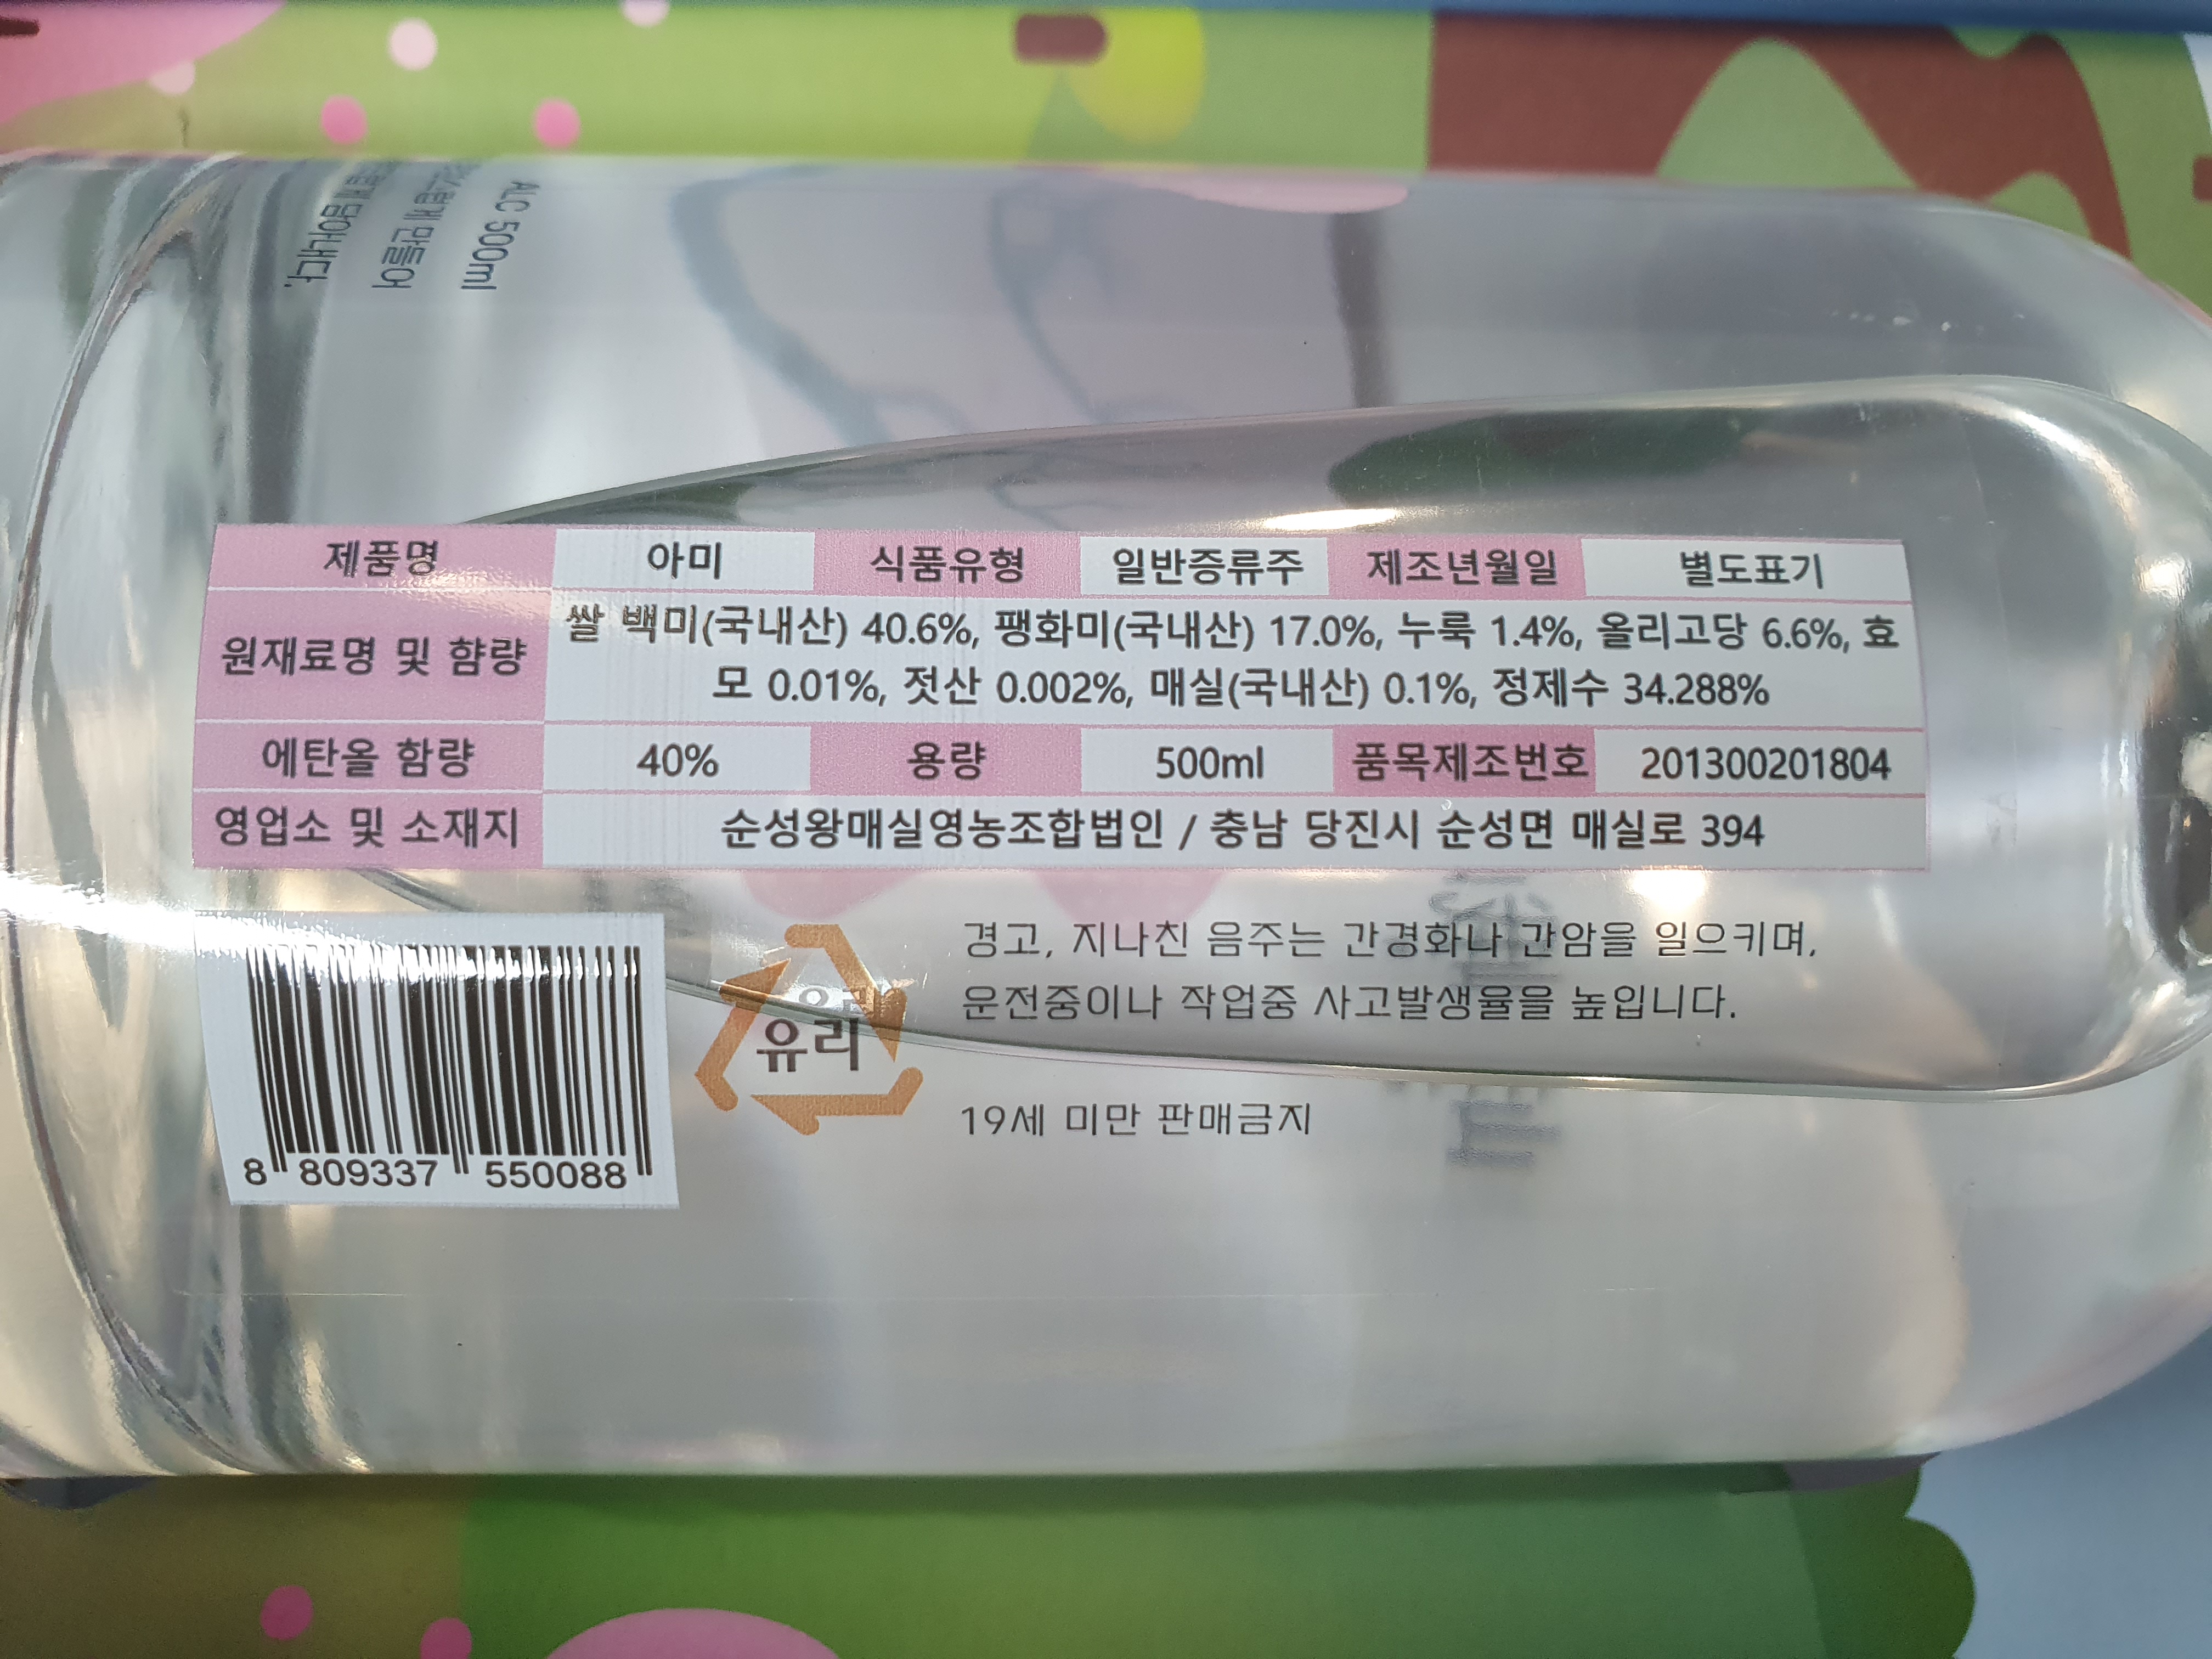 ALC 500ml
만들어
담아내다.
제품명 아미 식품유형 일반증류주 제조년월일 별도표기
원재료명 및 함량 쌀 백미(국내산) 40.6%, 팽화미(국내산) 17.0%, 누룩 1.4%, 올리고당 6.6%, 효
모 0.01%, 젓산 0.002%, 매실(국내산) 0.1%, 정제수 34.288%
에탄올 함량 40% 용량 500ml 품목제조번호 201300201804
영업소 및 소재지 순성왕매실영농조합법인 / 충남 당진시 순성면 매실로 394
경고, 지나친 음주는 간경화나 간암을 일으키며,
운전중이나 작업중 사고발생율을 높입니다.
유리
19세 미만 판매금지
8 809337 550088